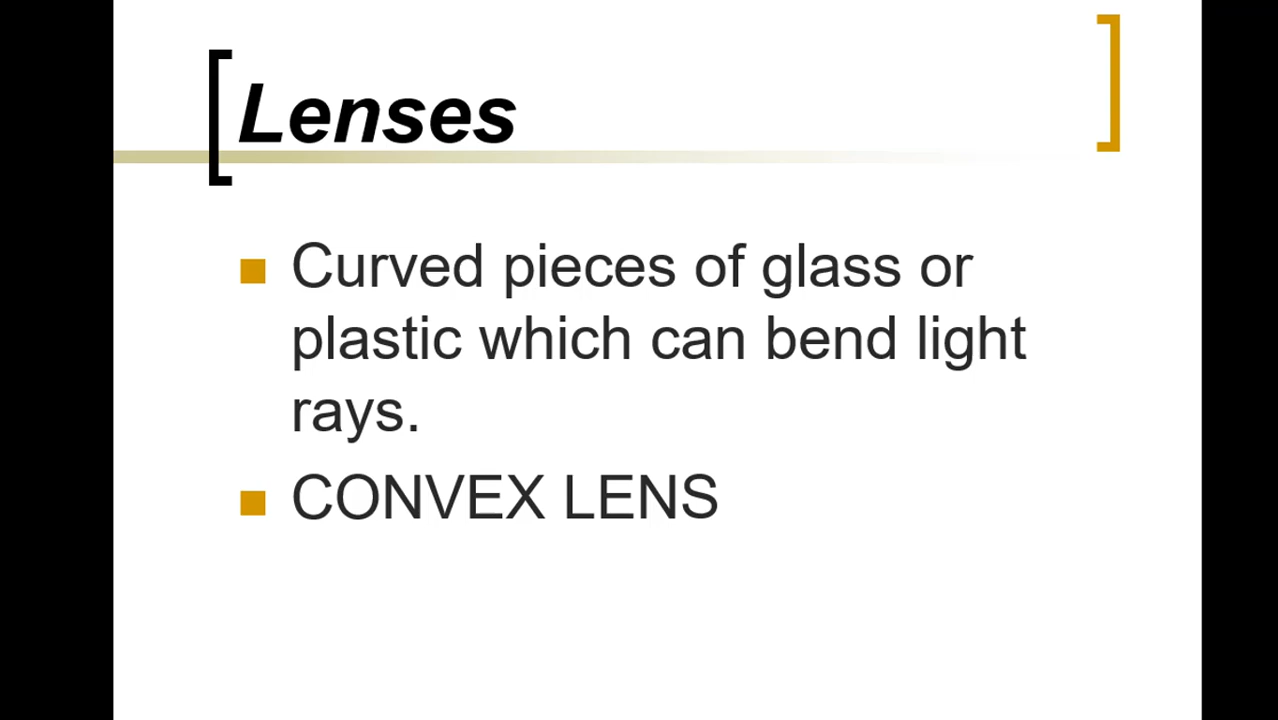 Lenses
Curved pieces of glass or
plastic which can bend light
rays.
CONVEX LENS